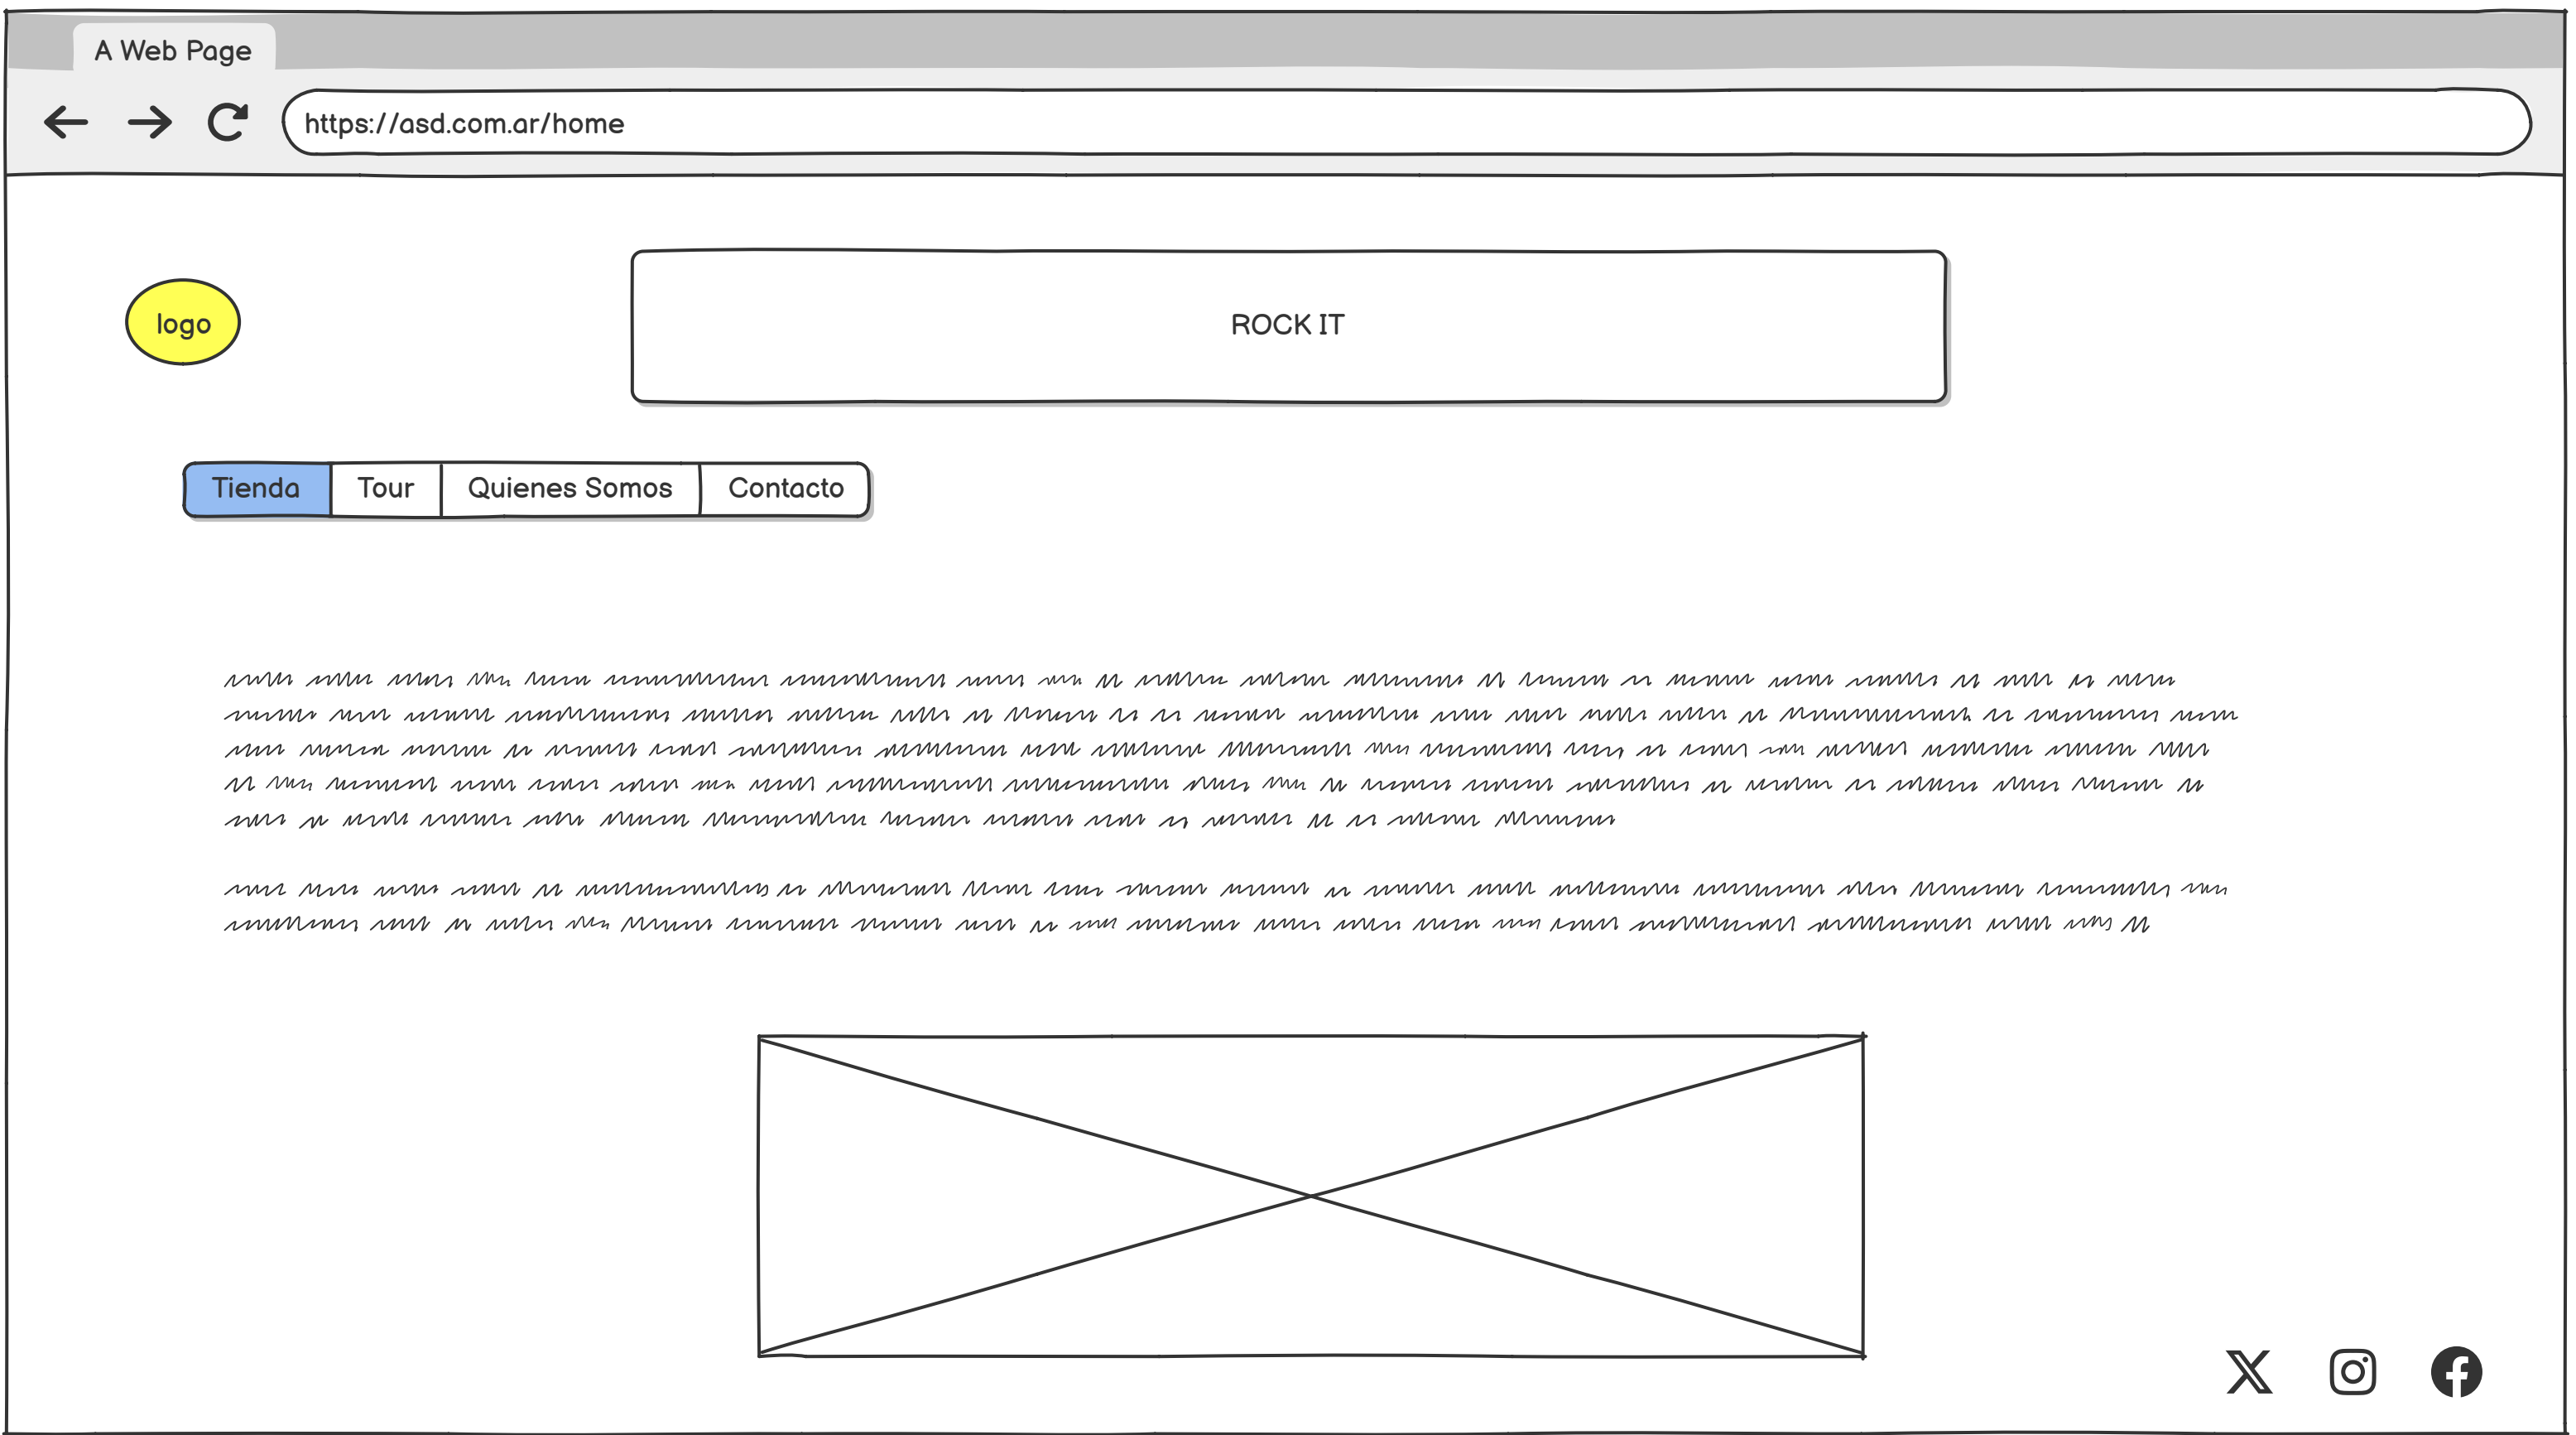 A Web Page
https://asd.com.ar/home
logo
ROCK IT
Tienda Tour Quienes Somos Contacto